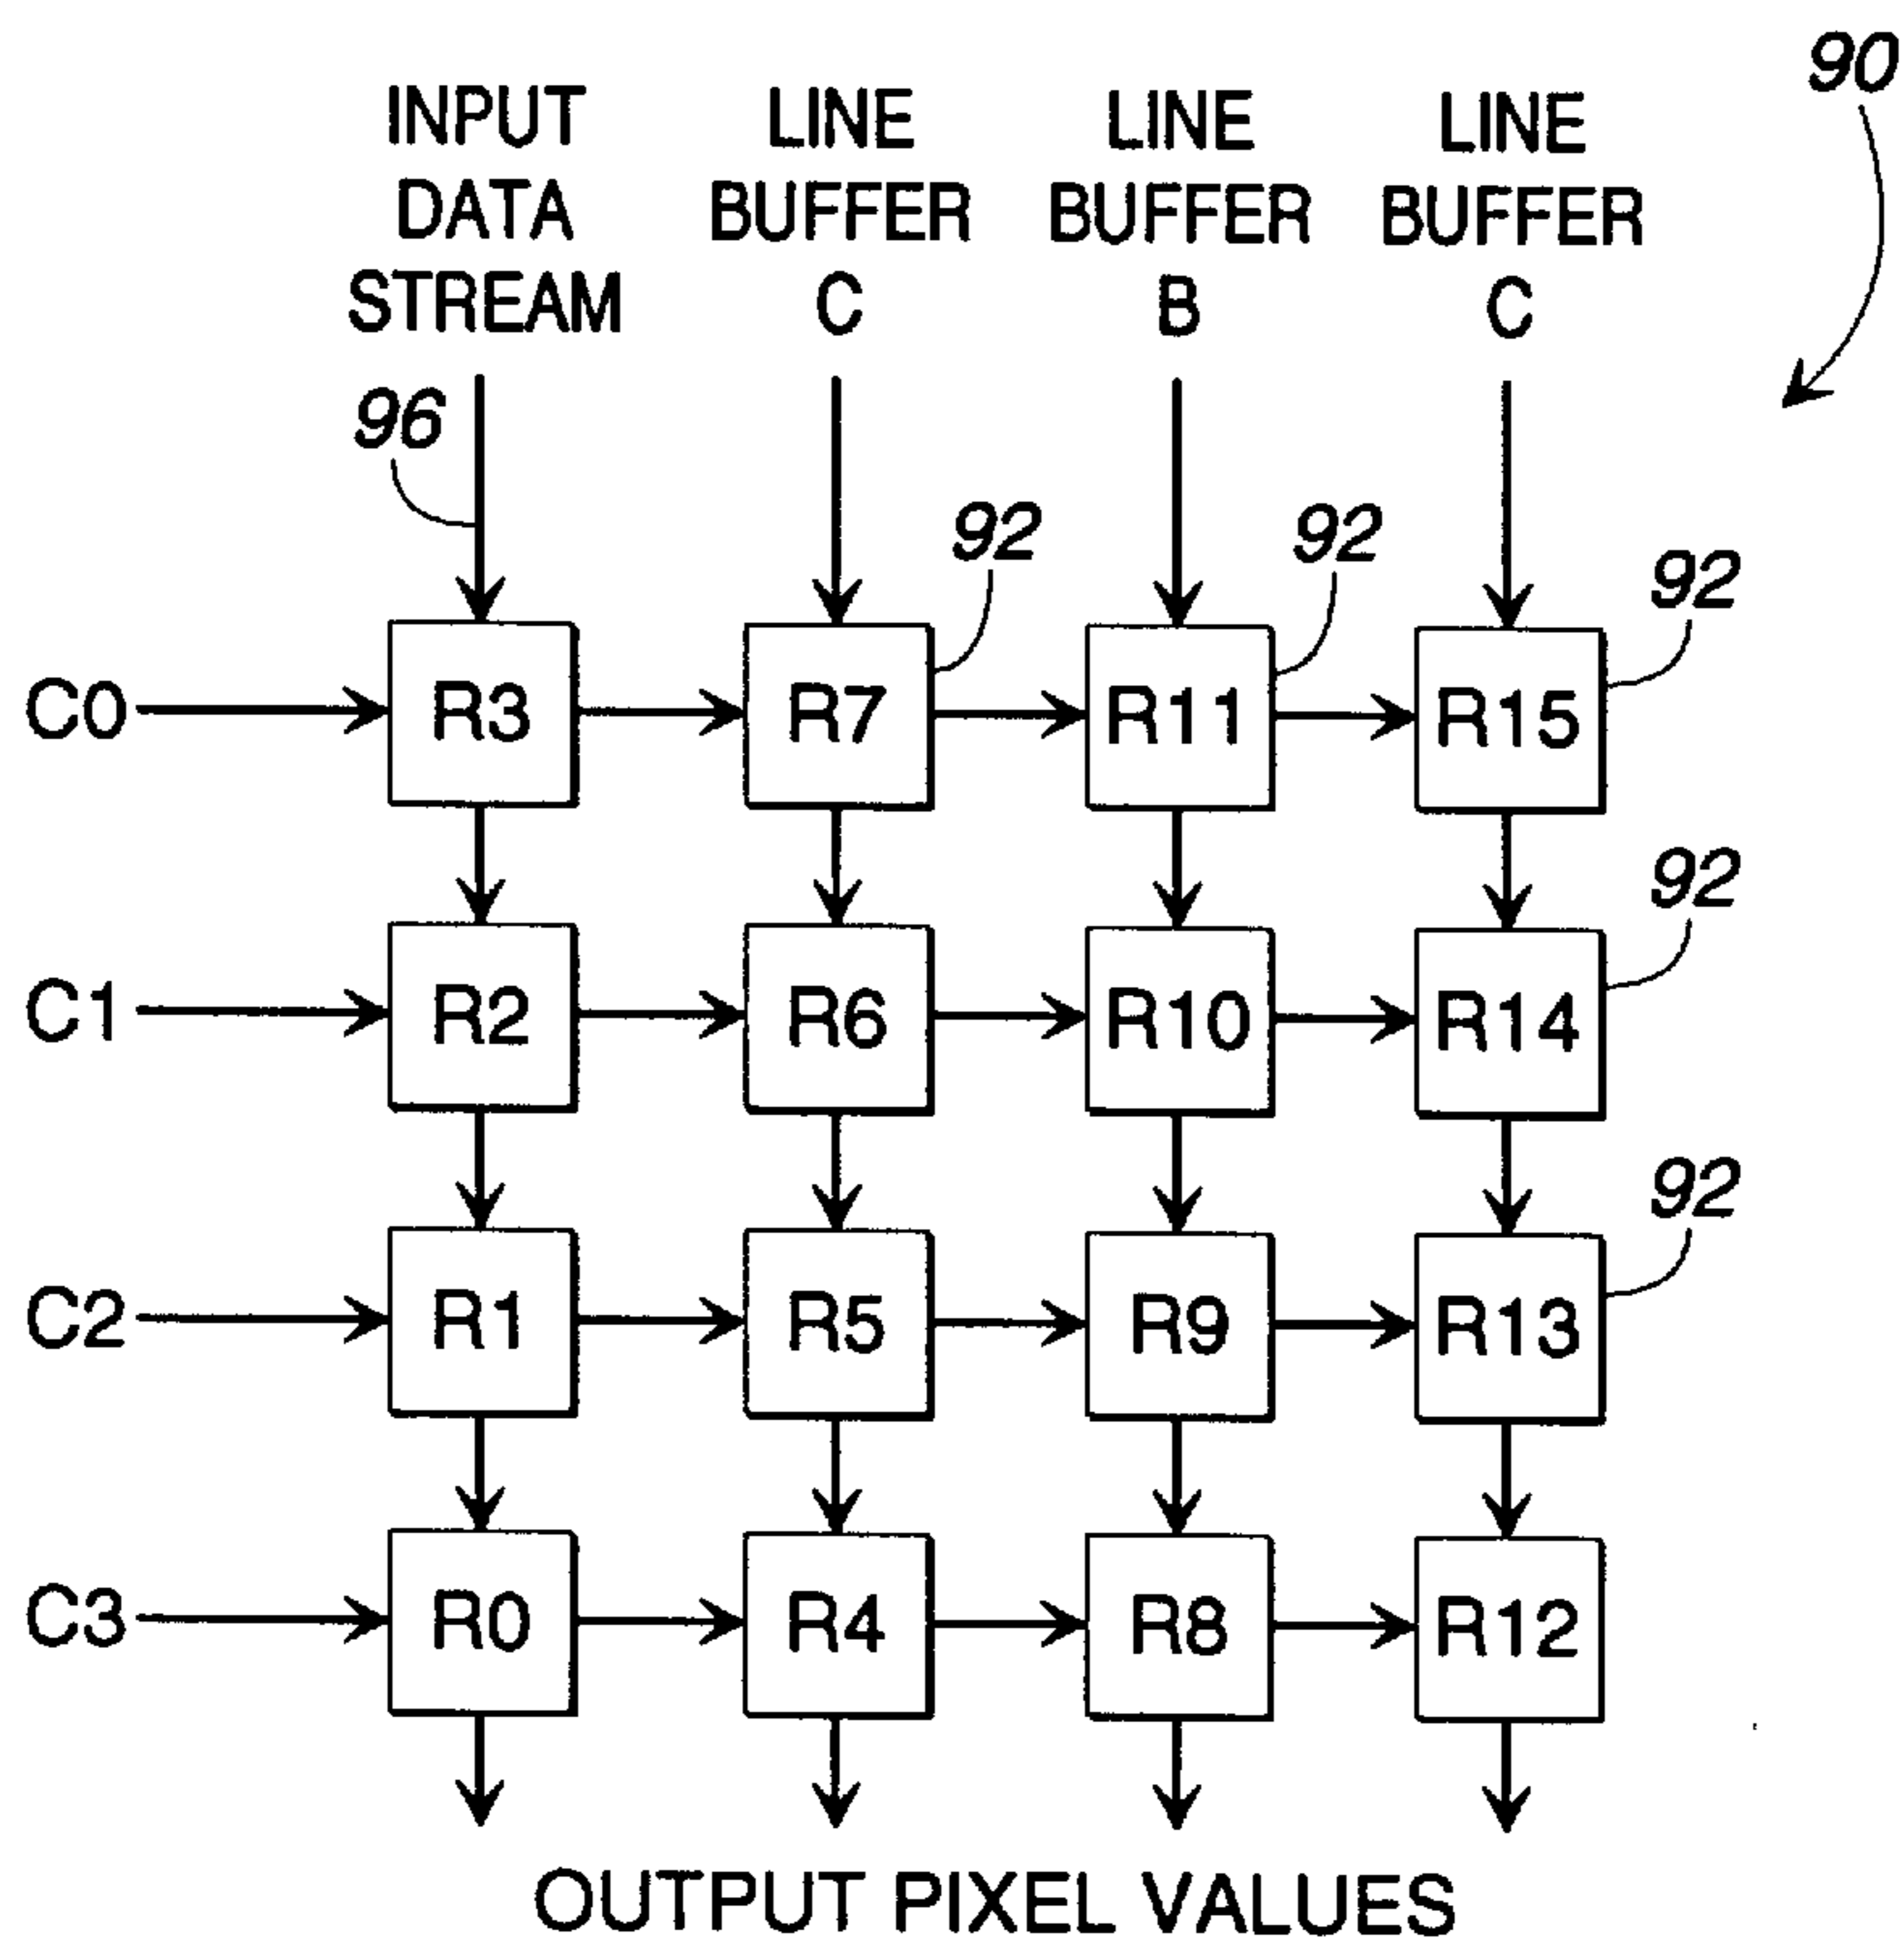 90
INPUT DATA STREAM
LINE BUFFER C
LINE BUFFER B
LINE BUFFER C
96
92
92
92
C0 R3 R7 R11 R15
92
C1 R2 R6 R10 R14
92
C2 R1 R5 R9 R13
C3 R0 R4 R8 R12
OUTPUT PIXEL VALUES